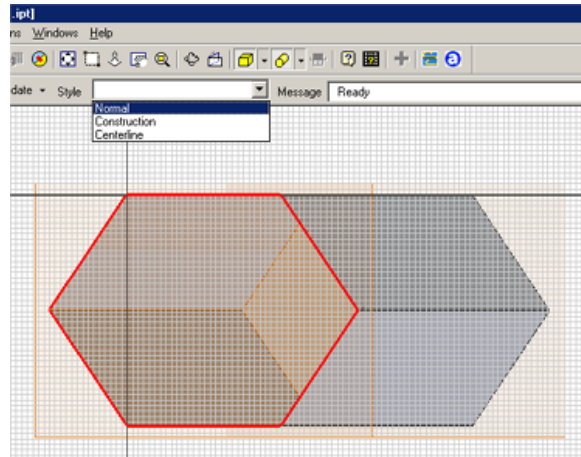 .ipt]
ns Windows Help
date Style Message Ready
Normal
Construction
Centerline